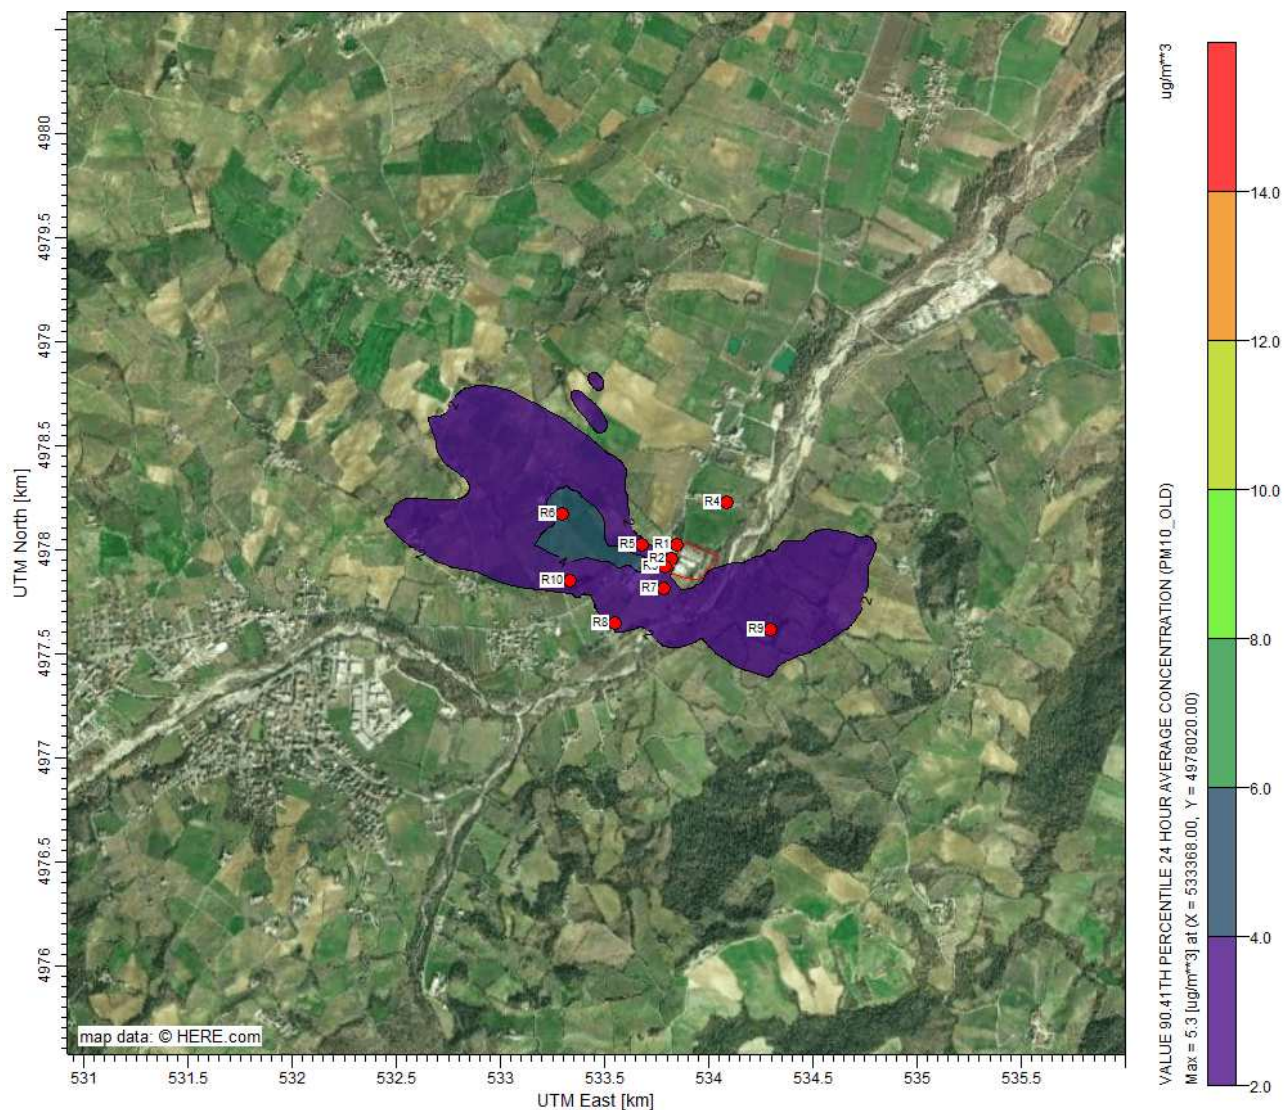 ug/m**3
14.0
12.0
10.0
8.0
6.0
4.0
2.0
VALUE 90.41TH PERCENTILE 24 HOUR AVERAGE CONCENTRATION (PM10_OLD)
Max = 5.3 [ug/m**3] at (X = 533368.00, Y = 4978020.00)
UTM North [km]
4980
4979.5
4979
4978.5
4978
4977.5
4977
4976.5
4976
R4
R6
R5
R1
R2
R10
R7
R8
R9
2
2
4
map data: © HERE.com
531
531.5
532
532.5
533
533.5
534
534.5
535
535.5
UTM East [km]